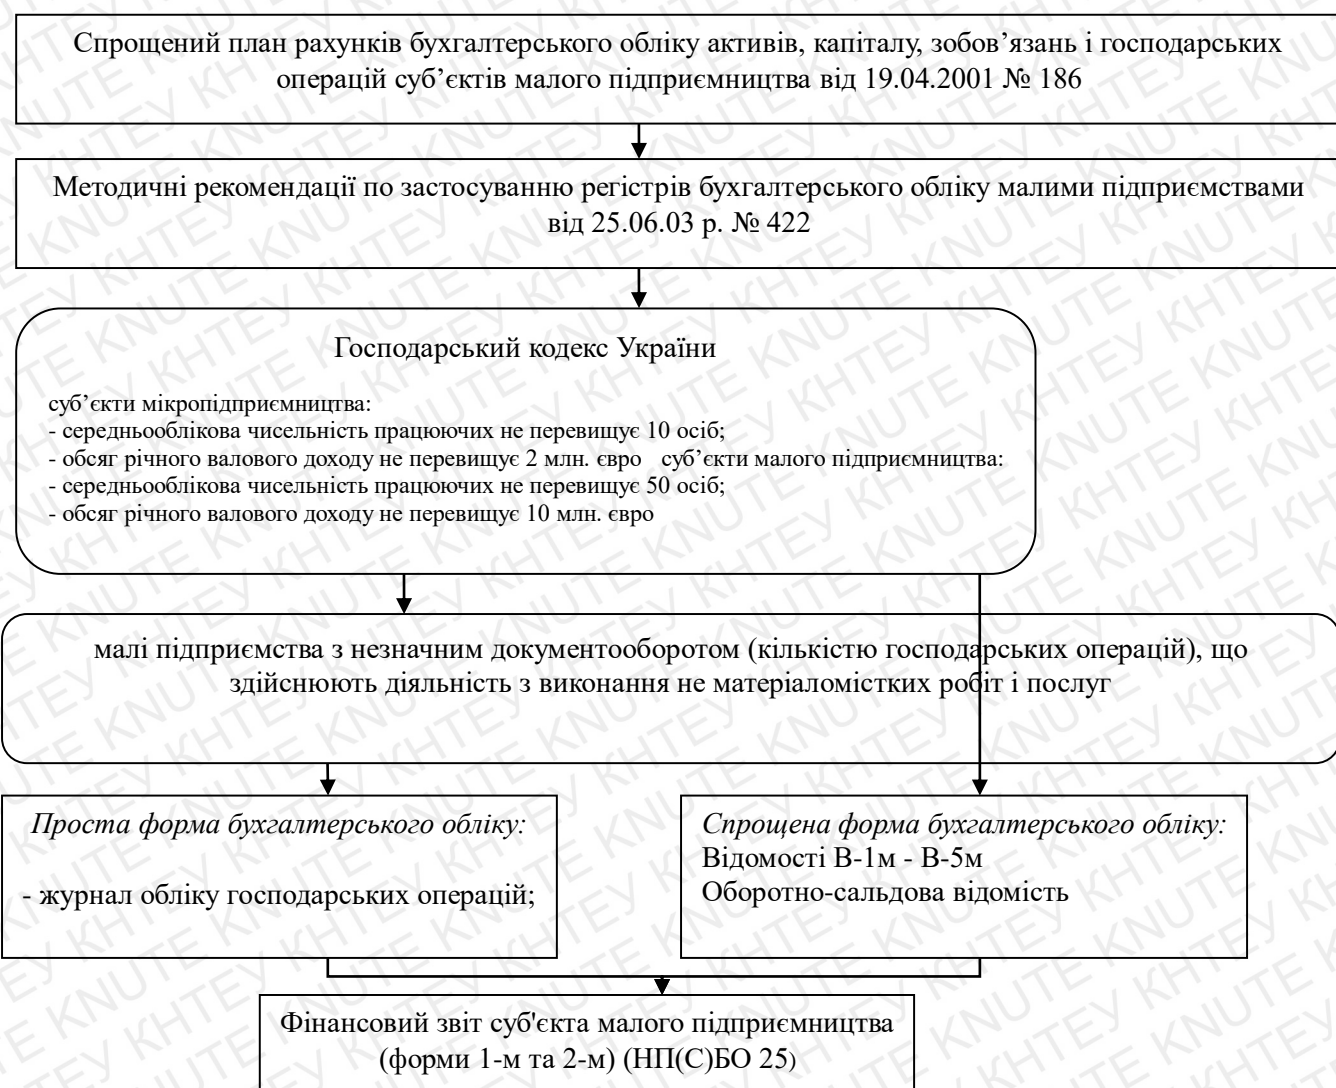 Спрощений план рахунків бухгалтерського обліку активів, капіталу, зобов’язань і господарських
операцій суб’єктів малого підприємництва від 19.04.2001 № 186
Методичні рекомендації по застосуванню регістрів бухгалтерського обліку малими підприємствами
від 25.06.03 р. № 422
Господарський кодекс України
суб’єкти мікропідприємництва:
- середньооблікова чисельність працюючих не перевищує 10 осіб;
- обсяг річного валового доходу не перевищує 2 млн. євро суб’єкти малого підприємництва:
- середньооблікова чисельність працюючих не перевищує 50 осіб;
- обсяг річного валового доходу не перевищує 10 млн. євро
малі підприємства з незначним документооборотом (кількістю господарських операцій), що
здійснюють діяльність з виконання не матеріаломістких робіт і послуг
Проста форма бухгалтерського обліку:
- журнал обліку господарських операцій;
Спрощена форма бухгалтерського обліку:
Відомості В-1м - В-5м
Оборотно-сальдова відомість
Фінансовий звіт суб'єкта малого підприємництва
(форми 1-м та 2-м) (НП(С)БО 25)